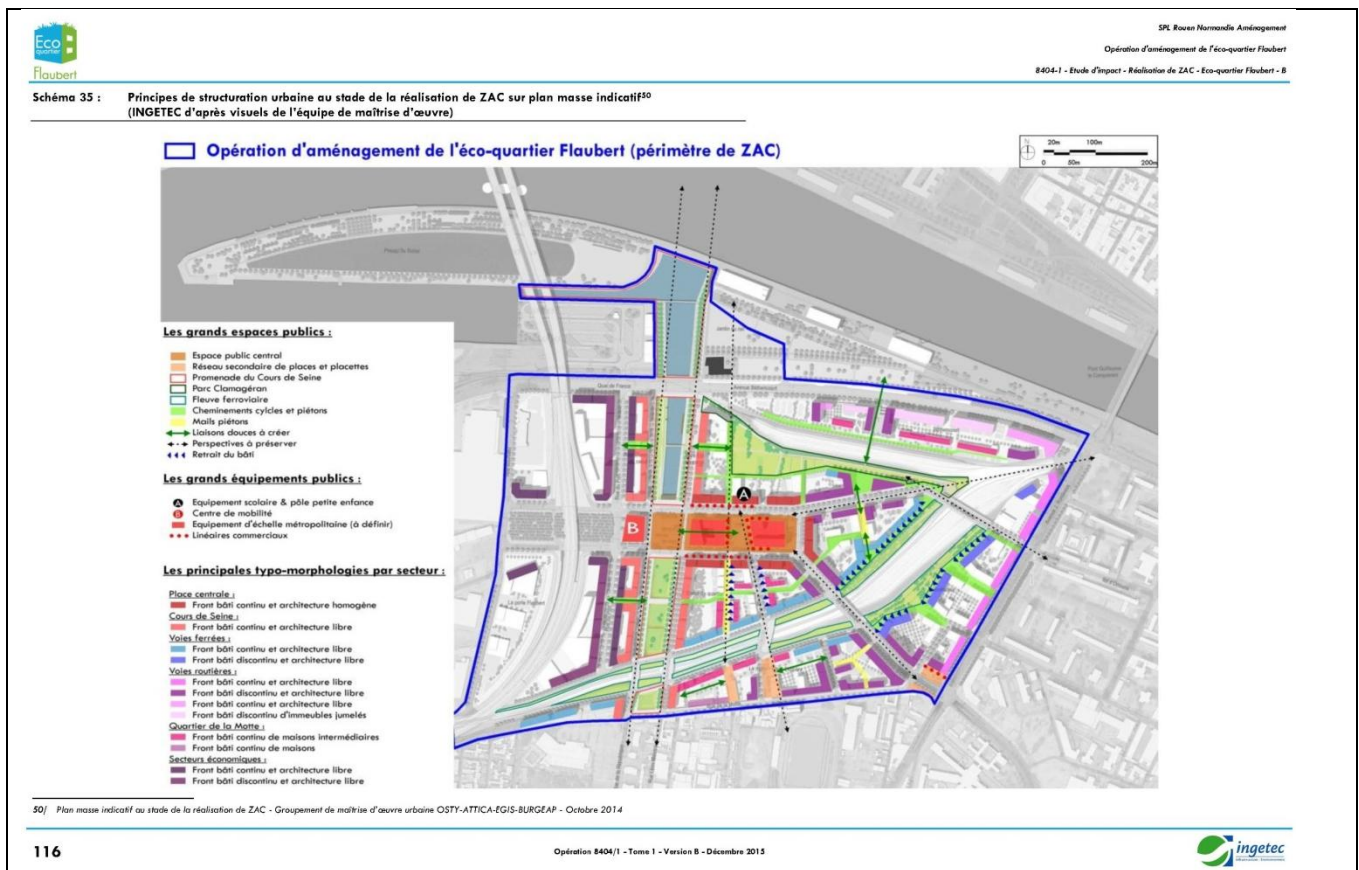 Eco
quartier
Flaubert
SPL Rouen Normandie Aménagement
Opération d'aménagement de l'éco-quartier Flaubert
8404-1 - Etude d'impact - Réalisation de ZAC - Eco-quartier Flaubert - B
Schéma 35 : Principes de structuration urbaine au stade de la réalisation de ZAC sur plan masse indicatif50
(INGETEC d'après visuels de l'équipe de maîtrise d'œuvre)
Opération d'aménagement de l'éco-quartier Flaubert (périmètre de ZAC)
N
20m 100m
0 50m 200m
Les grands espaces publics :
Espace public central
Réseau secondaire de places et placettes
Promenade du Cours de Seine
Parc Clamagéran
Fleuve ferroviaire
Cheminements cylcles et piétons
Mails piétons
Liaisons douces à créer
Perspectives à préserver
Retrait du bâti
Les grands équipements publics :
A Equipement scolaire & pôle petite enfance
B Centre de mobilité
Equipement d'échelle métropolitaine (à définir)
Linéaires commerciaux
Les principales typo-morphologies par secteur :
Place centrale :
Front bâti continu et architecture homogène
Cours de Seine :
Front bâti continu et architecture libre
Voies ferrées :
Front bâti continu et architecture libre
Front bâti discontinu et architecture libre
Voies routières :
Front bâti continu et architecture libre
Front bâti discontinu et architecture libre
Front bâti continu et architecture libre
Front bâti discontinu d'immeubles jumelés
Quartier de la Motte :
Front bâti continu de maisons intermédiaires
Front bâti continu de maisons
Secteurs économiques :
Front bâti continu et architecture libre
Front bâti discontinu et architecture libre
Quai de France
Avenue Béthencourt
A
B
50/ Plan masse indicatif au stade de la réalisation de ZAC - Groupement de maîtrise d'œuvre urbaine OSTY-ATTICA-EGIS-BURGEAP - Octobre 2014
116
Opération 8404/1 - Tome 1 - Version B - Décembre 2015
ingetec